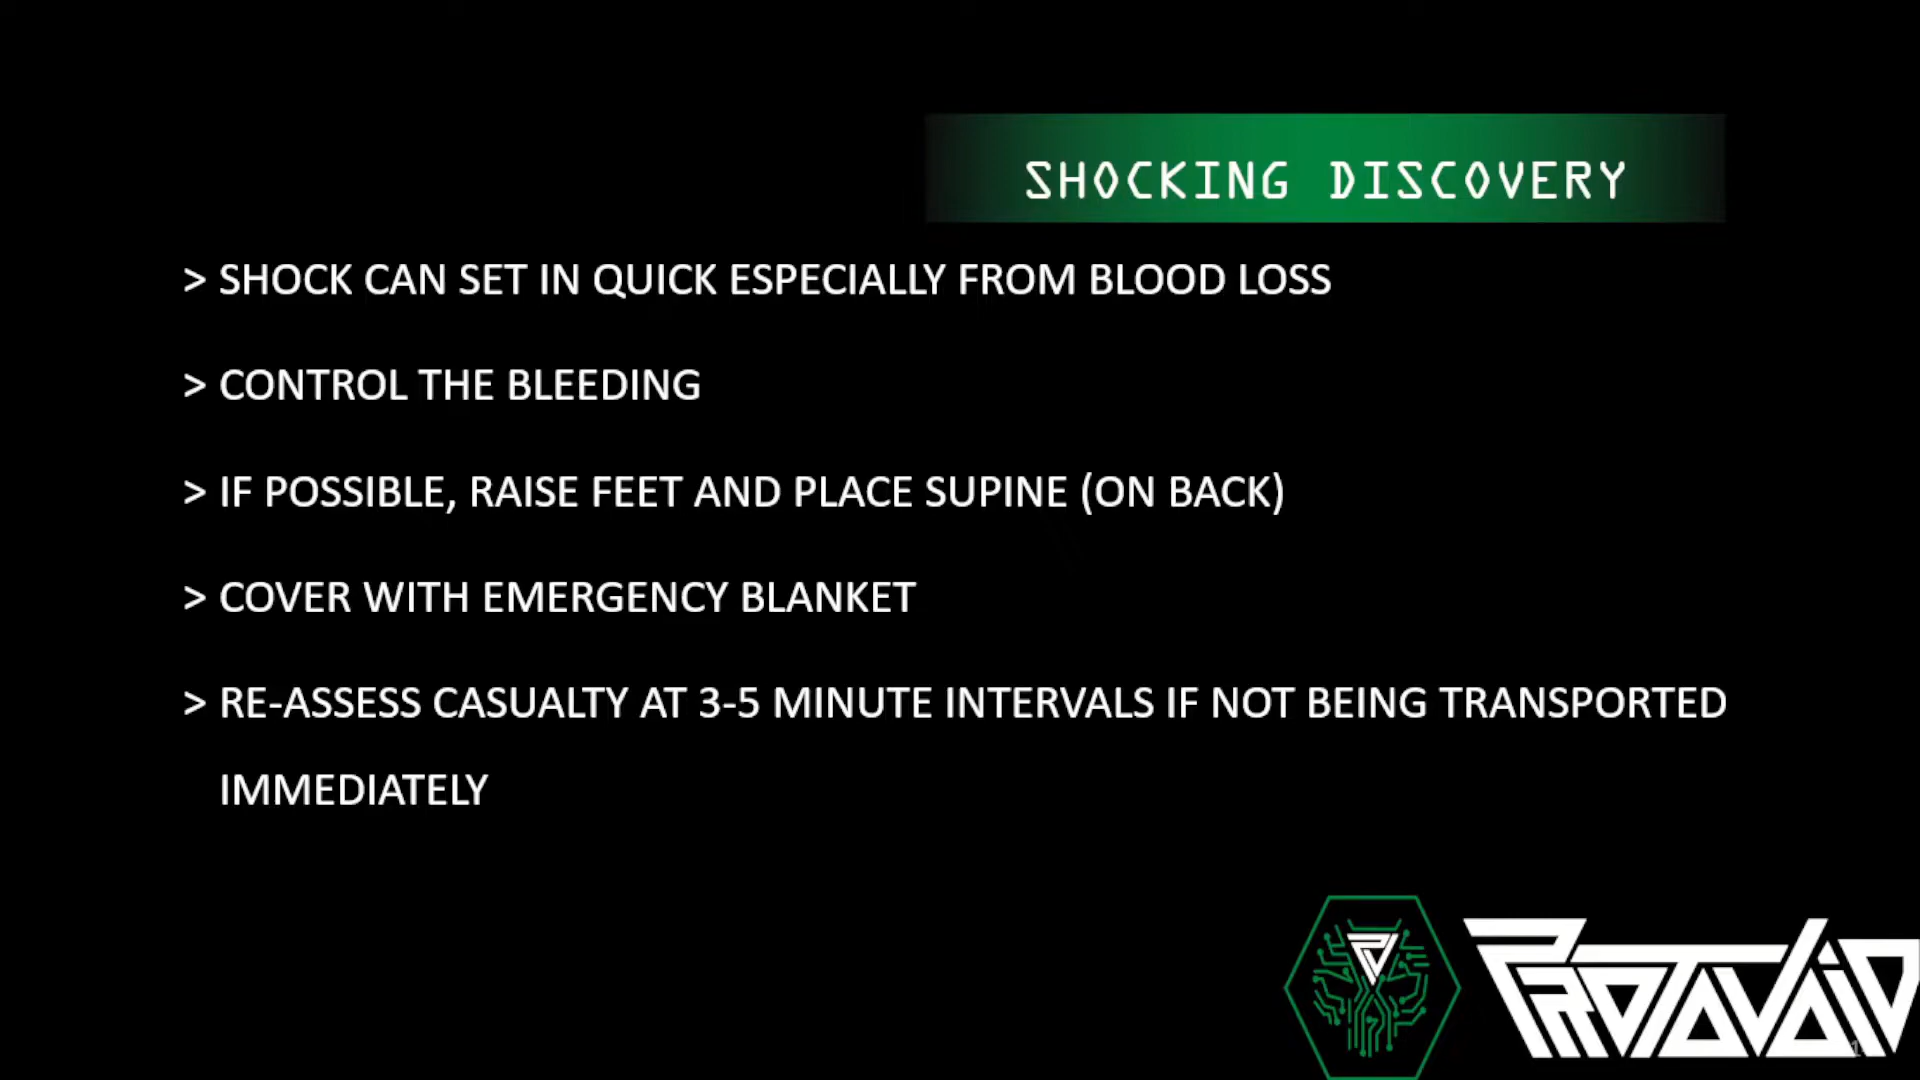 SHOCKING DISCOVERY
> SHOCK CAN SET IN QUICK ESPECIALLY FROM BLOOD LOSS
> CONTROL THE BLEEDING
> IF POSSIBLE, RAISE FEET AND PLACE SUPINE (ON BACK)
> COVER WITH EMERGENCY BLANKET
> RE-ASSESS CASUALTY AT 3-5 MINUTE INTERVALS IF NOT BEING TRANSPORTED
IMMEDIATELY
PROTOVOID